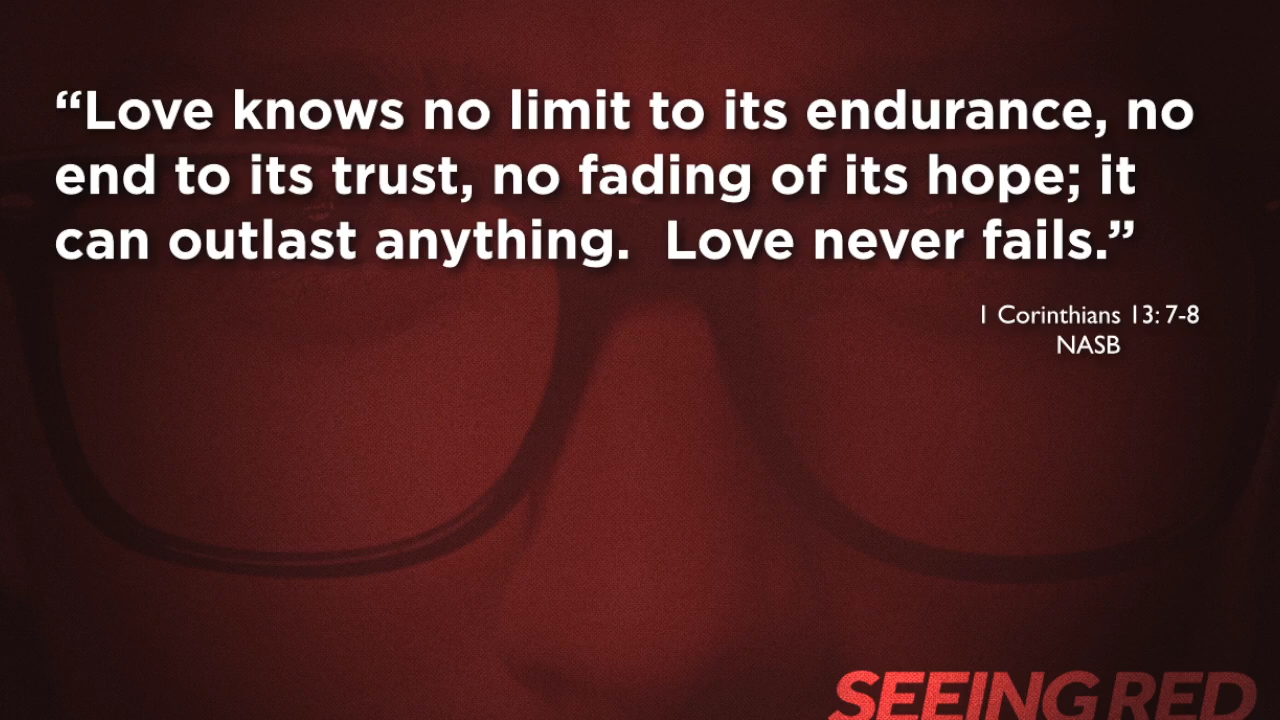 “Love knows no limit to its endurance, no
end to its trust, no fading of its hope; it
can outlast anything.  Love never fails.”
1 Corinthians 13: 7-8
NASB
SEEING RED